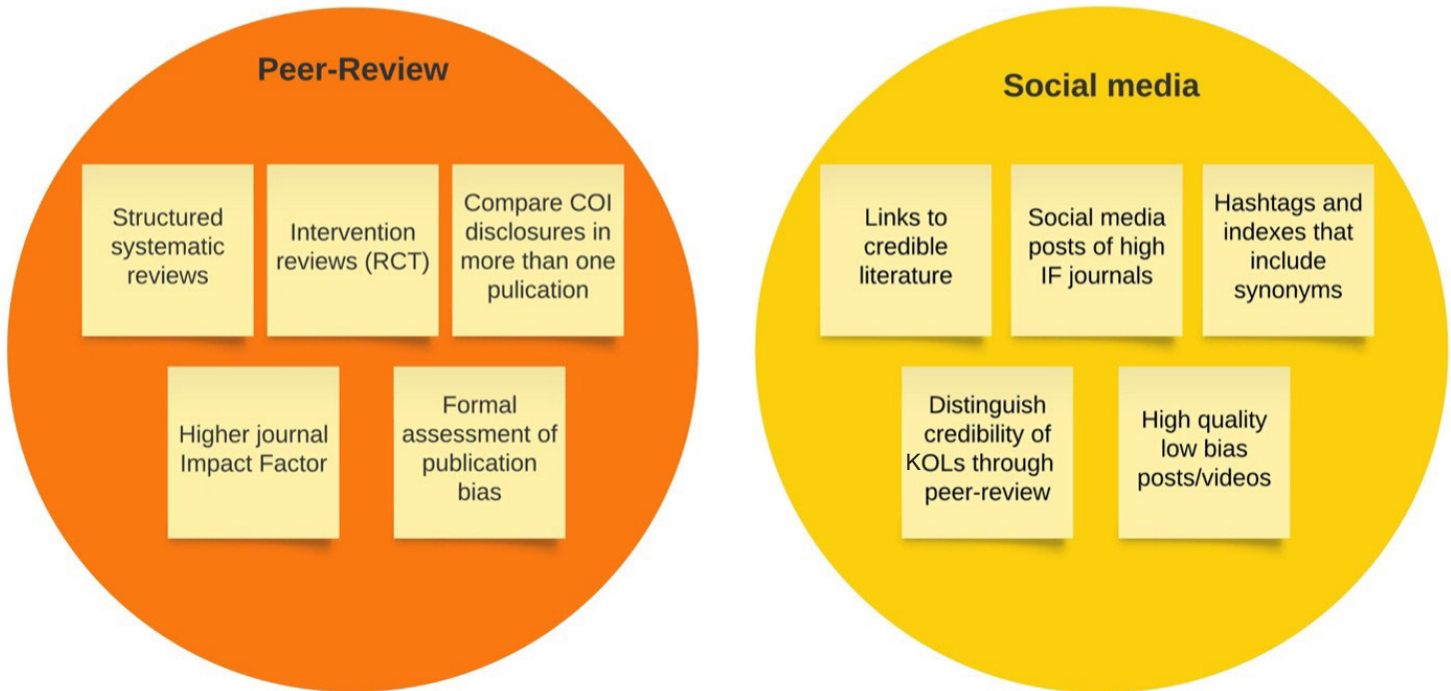 Peer-Review
Structured
systematic
reviews
Intervention
reviews (RCT)
Compare COI
disclosures in
more than one
pulication
Higher journal
Impact Factor
Formal
assessment of
publication
bias
Social media
Links to
credible
literature
Social media
posts of high
IF journals
Hashtags and
indexes that
include
synonyms
Distinguish
credibility of
KOLs through
peer-review
High quality
low bias
posts/videos